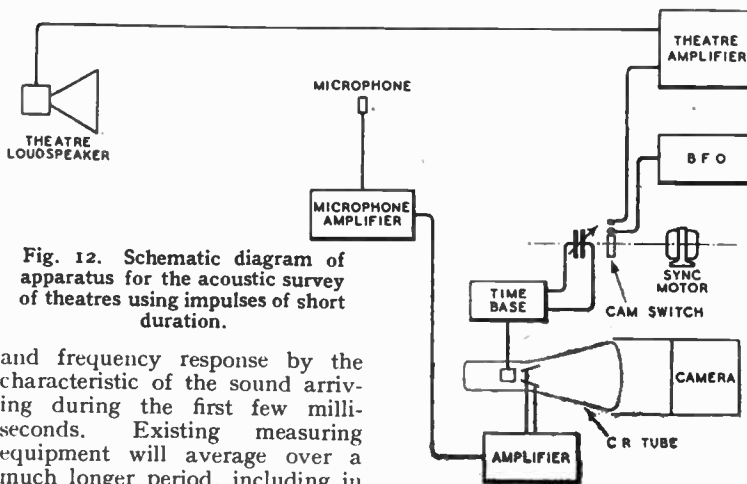 THEATRE
AMPLIFIER
MICROPHONE
THEATRE
LOUDSPEAKER
B F O
MICROPHONE
AMPLIFIER
SYNC
MOTOR
CAM SWITCH
TIME
BASE
CAMERA
C R TUBE
AMPLIFIER
Fig. 12. Schematic diagram of
apparatus for the acoustic survey
of theatres using impulses of short
duration.
and frequency response by the
characteristic of the sound arriv-
ing during the first few milli-
seconds. Existing measuring
equipment will average over a
much longer period, including in